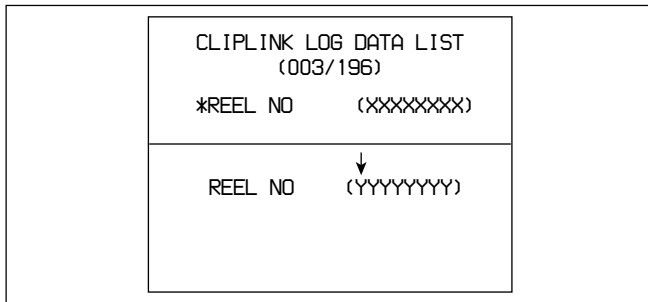 CLIPLINK LOG DATA LIST
(003/196)
*REEL NO (XXXXXXXX)
REEL NO (YYYYYYYY)